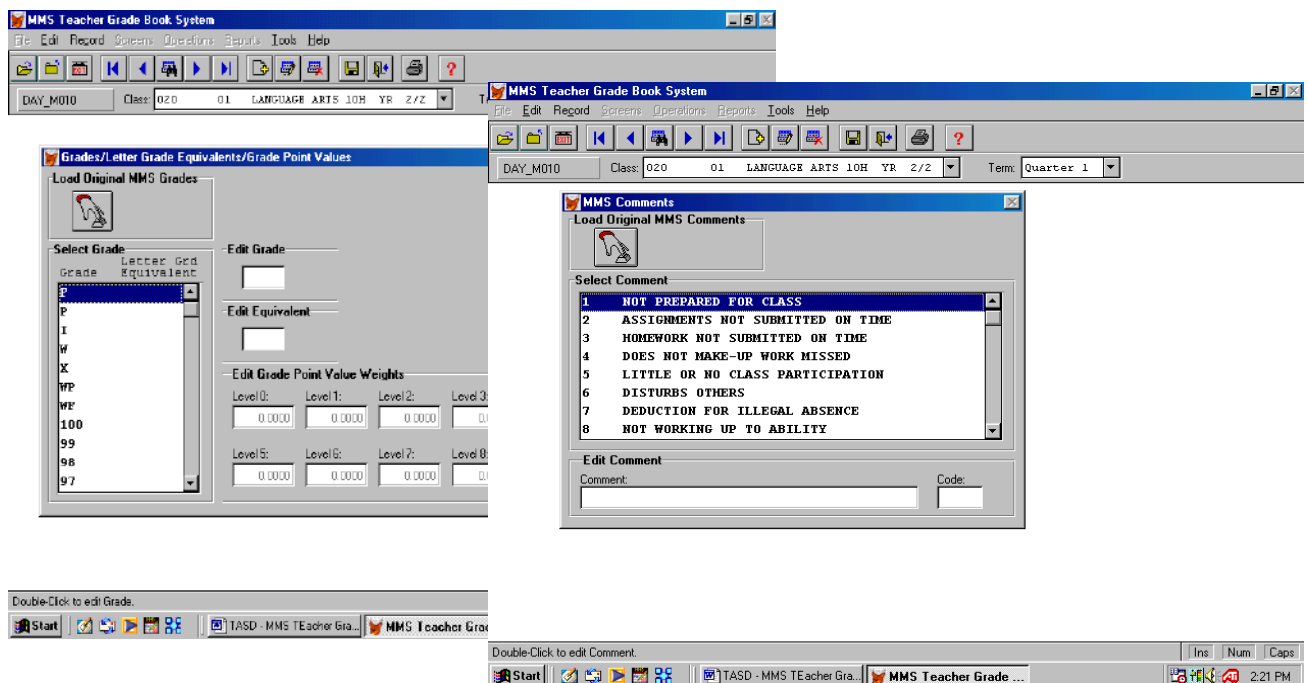 MMS Teacher Grade Book System
File Edit Record Screens Operations Reports Tools Help
DAY_M010 Class: 020 01 LANGUAGE ARTS 10H YR 2/2
Grades/Letter Grade Equivalents/Grade Point Values
Load Original MMS Grades
Select Grade
Letter Grd
Grade Equivalent
P
P
I
W
X
WP
WF
100
99
98
97
Edit Grade
Edit Equivalent
Edit Grade Point Value Weights
Level 0: Level 1: Level 2: Level 3:
0.0000 0.0000 0.0000
Level 5: Level 6: Level 7: Level 8:
0.0000 0.0000 0.0000
Double-Click to edit Grade.
Start TASD - MMS TEacher Gra... MMS Teacher Grad
MMS Teacher Grade Book System
File Edit Record Screens Operations Reports Tools Help
DAY_M010 Class: 020 01 LANGUAGE ARTS 10H YR 2/2 Term: Quarter 1
MMS Comments
Load Original MMS Comments
Select Comment
1 NOT PREPARED FOR CLASS
2 ASSIGNMENTS NOT SUBMITTED ON TIME
3 HOMEWORK NOT SUBMITTED ON TIME
4 DOES NOT MAKE-UP WORK MISSED
5 LITTLE OR NO CLASS PARTICIPATION
6 DISTURBS OTHERS
7 DEDUCTION FOR ILLEGAL ABSENCE
8 NOT WORKING UP TO ABILITY
Edit Comment
Comment: Code:
Double-Click to edit Comment. Ins Num Caps
Start TASD - MMS TEacher Gra... MMS Teacher Grade ... 2:21 PM